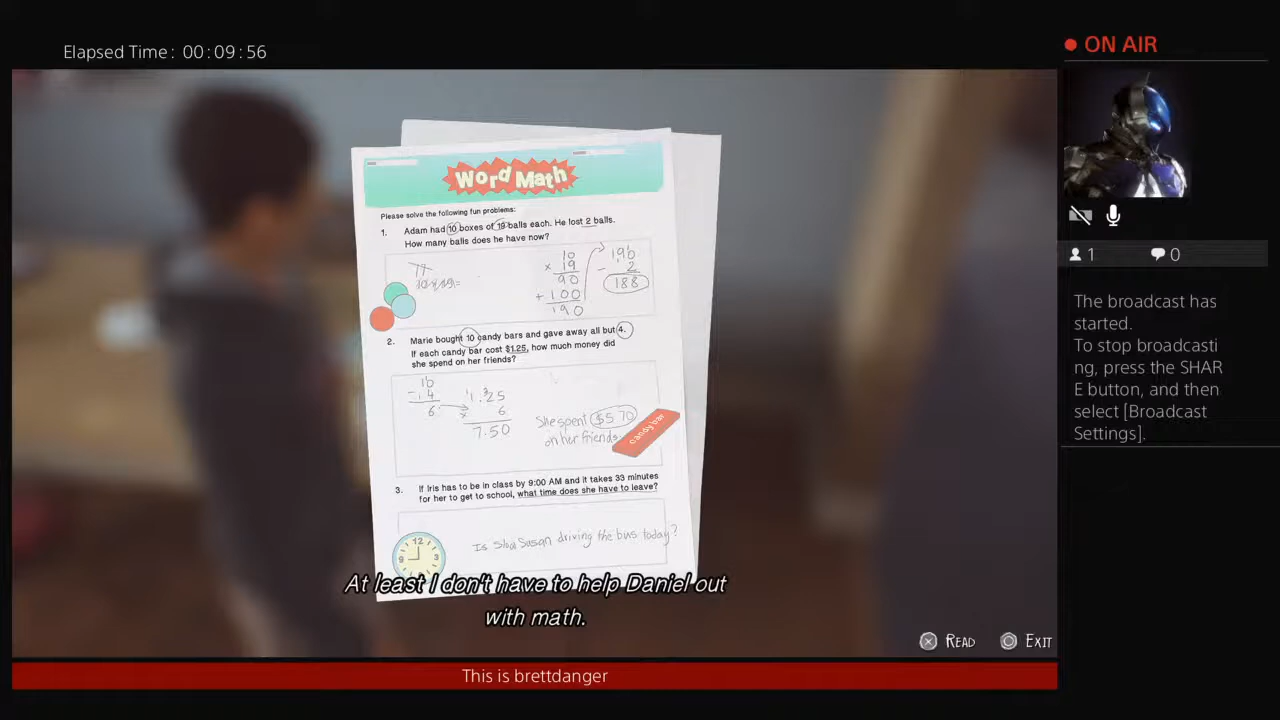 Elapsed Time: 00:09:56
ON AIR
1
0
The broadcast has
started.
To stop broadcasti
ng, press the SHAR
E button, and then
select [Broadcast
Settings].
Word Math
Please solve the following fun problems:
1. Adam had 10 boxes of 19 balls each. He lost 2 balls.
How many balls does he have now?
10
× 19
90
+ 100
190
190
- 2
188
2. Marie bought 10 candy bars and gave away all but 4.
If each candy bar cost $1.25, how much money did
she spend on her friends?
10
- 4
6
1.25
× 6
7.50
She spent $5.70
on her friends
candy bar
3. If Iris has to be in class by 9:00 AM and it takes 33 minutes
for her to get to school, what time does she have to leave?
12
9 3
Is Slow Susan driving the bus today?
At least I don't have to help Daniel out
with math.
READ EXIT
This is brettdanger